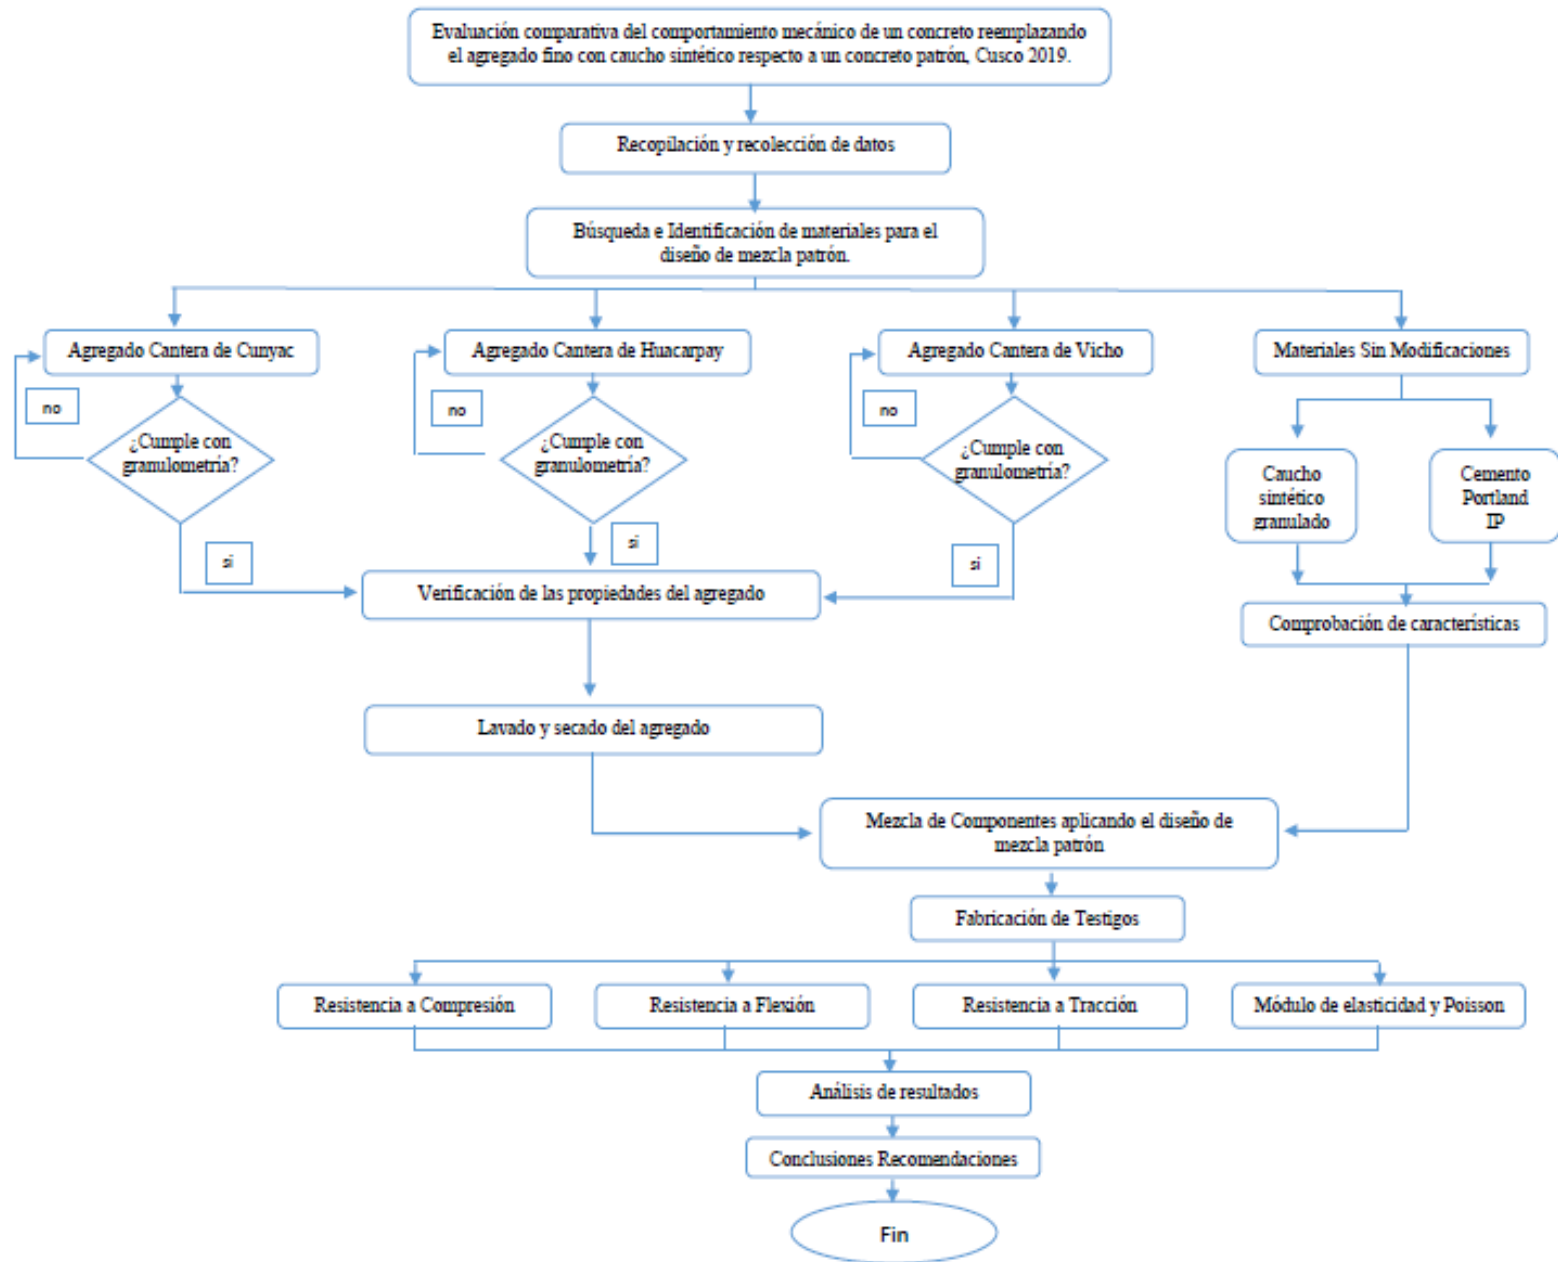 Evaluación comparativa del comportamiento mecánico de un concreto reemplazando
el agregado fino con caucho sintético respecto a un concreto patrón, Cusco 2019.
Recopilación y recolección de datos
Búsqueda e Identificación de materiales para el
diseño de mezcla patrón.
Agregado Cantera de Cunyac
Agregado Cantera de Huacarpay
Agregado Cantera de Vicho
Materiales Sin Modificaciones
no
no
no
¿Cumple con
granulometría?
¿Cumple con
granulometría?
¿Cumple con
granulometría?
Caucho
sintético
granulado
Cemento
Portland
IP
si
si
si
Verificación de las propiedades del agregado
Comprobación de características
Lavado y secado del agregado
Mezcla de Componentes aplicando el diseño de
mezcla patrón
Fabricación de Testigos
Resistencia a Compresión
Resistencia a Flexión
Resistencia a Tracción
Módulo de elasticidad y Poisson
Análisis de resultados
Conclusiones Recomendaciones
Fin